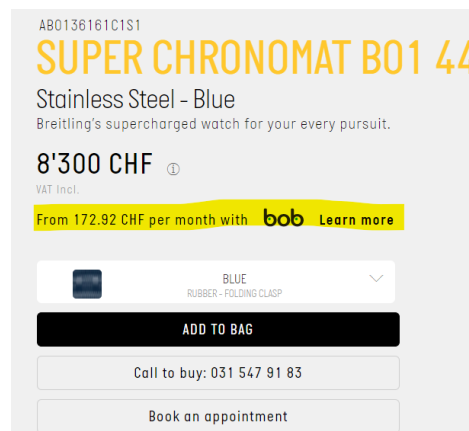 AB0136161C1S1
SUPER CHRONOMAT B01 44
Stainless Steel - Blue
Breitling's supercharged watch for your every pursuit.
8'300 CHF
VAT Incl.
From 172.92 CHF per month with bob Learn more
BLUE
RUBBER - FOLDING CLASP
ADD TO BAG
Call to buy: 031 547 91 83
Book an appointment